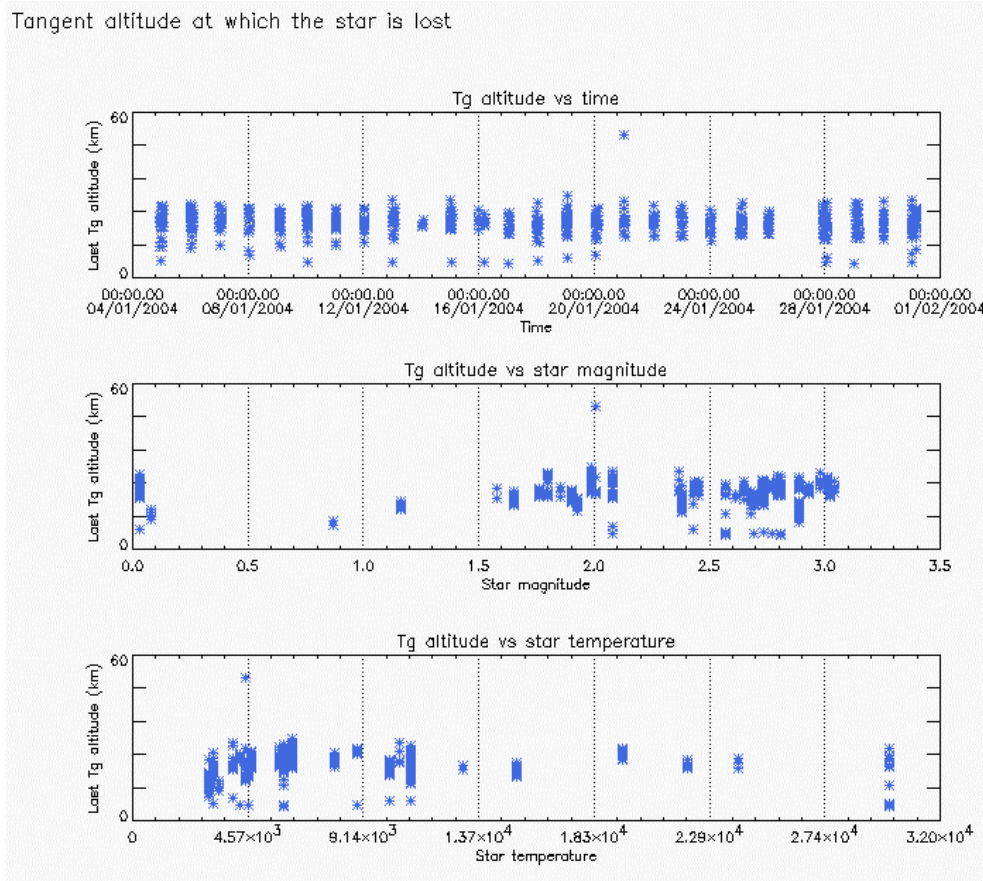 Tangent altitude at which the star is lost
Tg altitude vs time
Last Tg altitude (km)
60
0
00:00.00 00:00.00 00:00.00 00:00.00 00:00.00 00:00.00 00:00.00 00:00.00
04/01/2004 08/01/2004 12/01/2004 16/01/2004 20/01/2004 24/01/2004 28/01/2004 01/02/2004
Time
Tg altitude vs star magnitude
Last Tg altitude (km)
60
0
0.0 0.5 1.0 1.5 2.0 2.5 3.0 3.5
Star magnitude
Tg altitude vs star temperature
Last Tg altitude (km)
60
0
0 4.57×10³ 9.14×10³ 1.37×10⁴ 1.83×10⁴ 2.29×10⁴ 2.74×10⁴ 3.20×10⁴
Star temperature